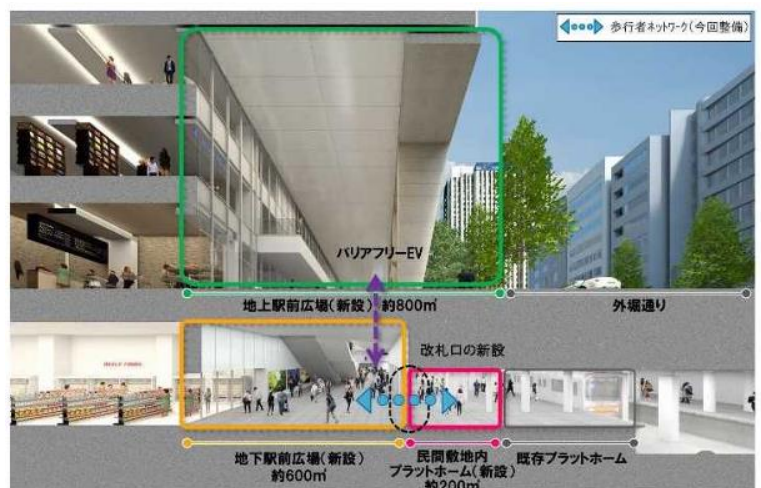 歩行者ネットワーク(今回整備)
バリアフリーEV
地上駅前広場(新設) 約800㎡
外堀通り
改札口の新設
地下駅前広場(新設)
約600㎡
民間敷地内
プラットホーム(新設)
約200㎡
既存プラットホーム